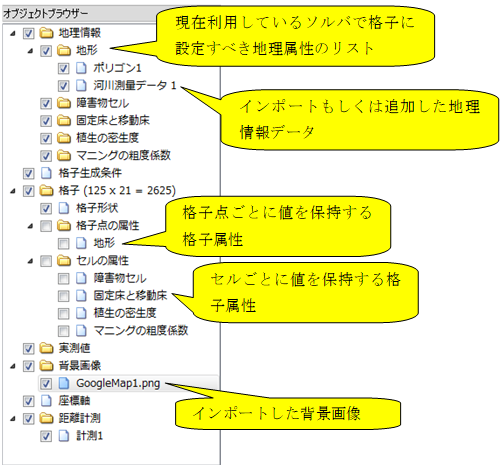 オブジェクトブラウザー
地理情報
地形
ポリゴン1
河川測量データ 1
障害物セル
固定床と移動床
植生の密生度
マニングの粗度係数
格子生成条件
格子 (125 x 21 = 2625)
格子形状
格子点の属性
地形
セルの属性
障害物セル
固定床と移動床
植生の密生度
マニングの粗度係数
実測値
背景画像
GoogleMap1.png
座標軸
距離計測
計測1
現在利用しているソルバで格子に
設定すべき地理属性のリスト
インポートもしくは追加した地理
情報データ
格子点ごとに値を保持する
格子属性
セルごとに値を保持する格
子属性
インポートした背景画像